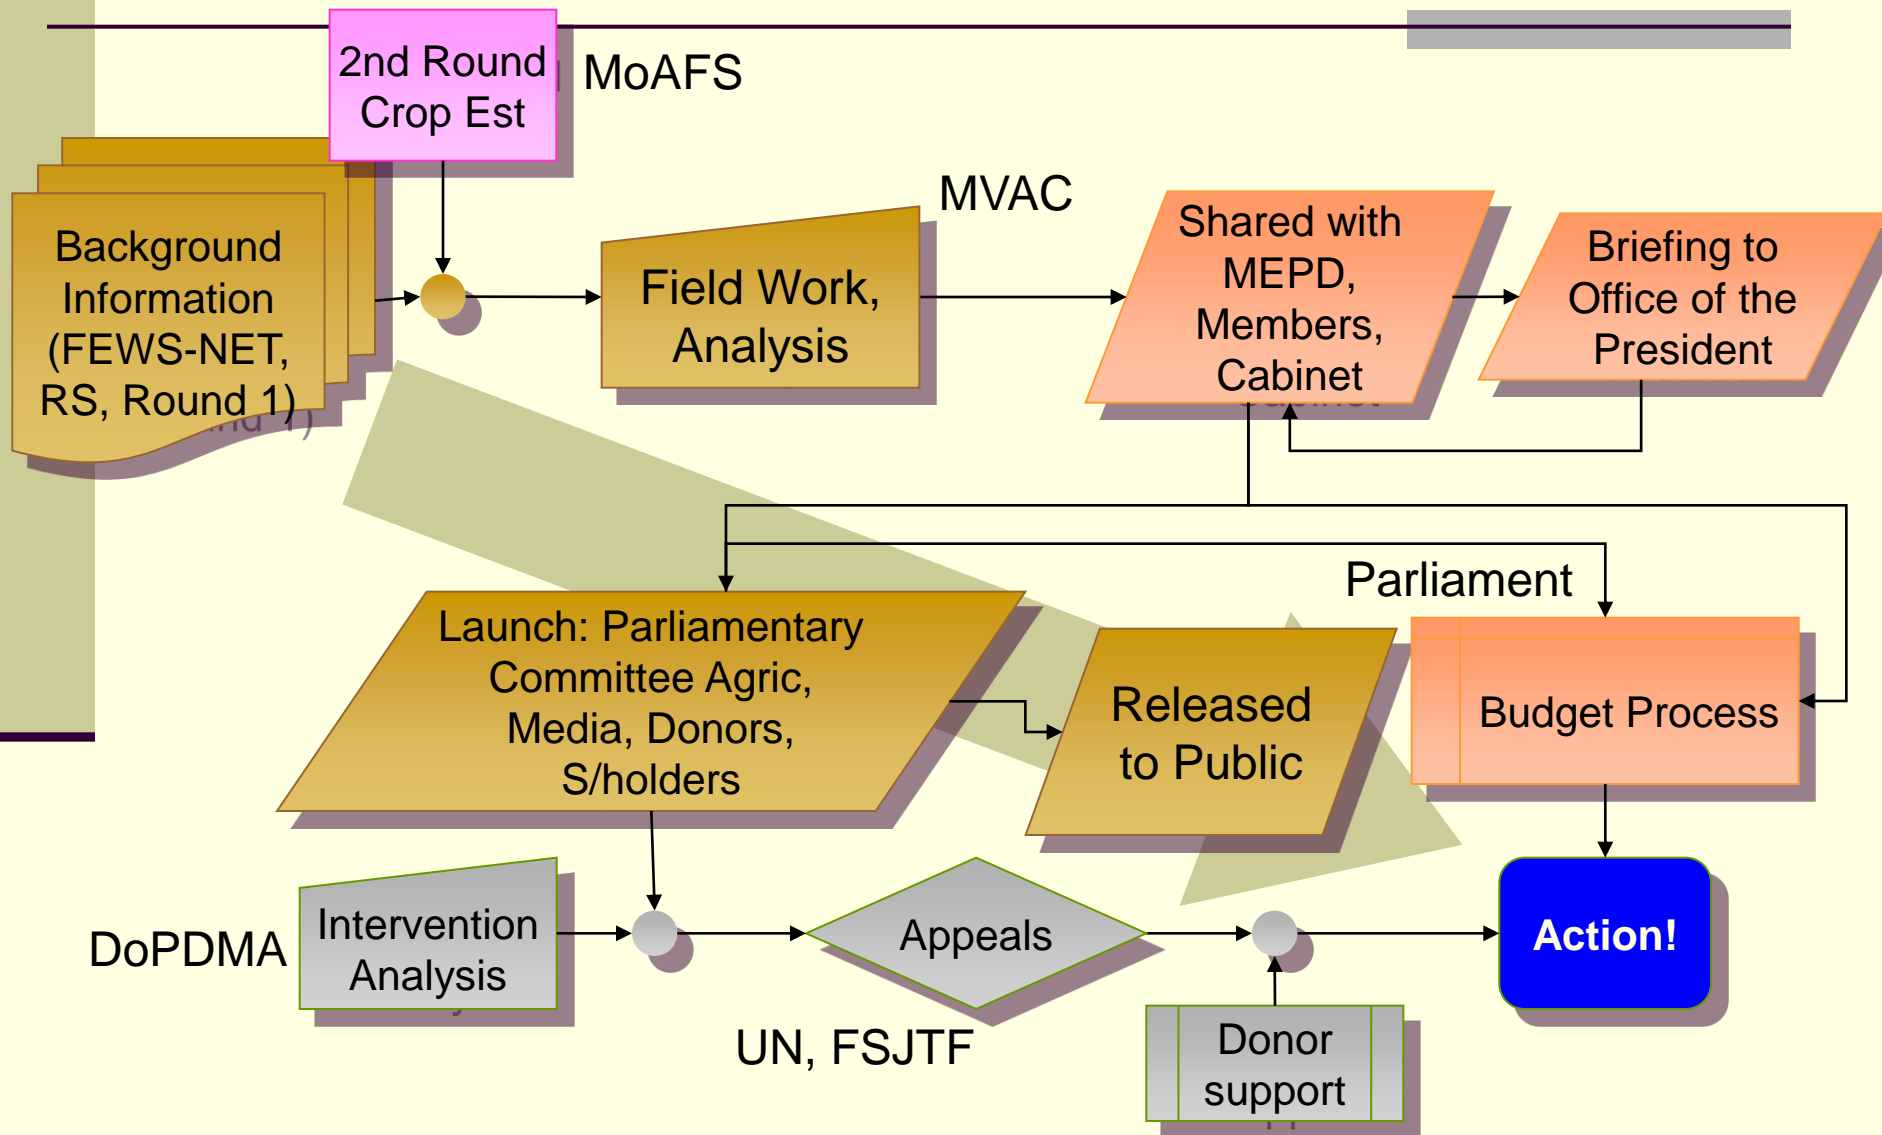 2nd Round
Crop Est
MoAFS
Background
Information
(FEWS-NET,
RS, Round 1)
Field Work,
Analysis
MVAC
Shared with
MEPD,
Members,
Cabinet
Briefing to
Office of the
President
Launch: Parliamentary
Committee Agric,
Media, Donors,
S/holders
Released
to Public
Parliament
Budget Process
DoPDMA
Intervention
Analysis
Appeals
UN, FSJTF
Donor
support
Action!